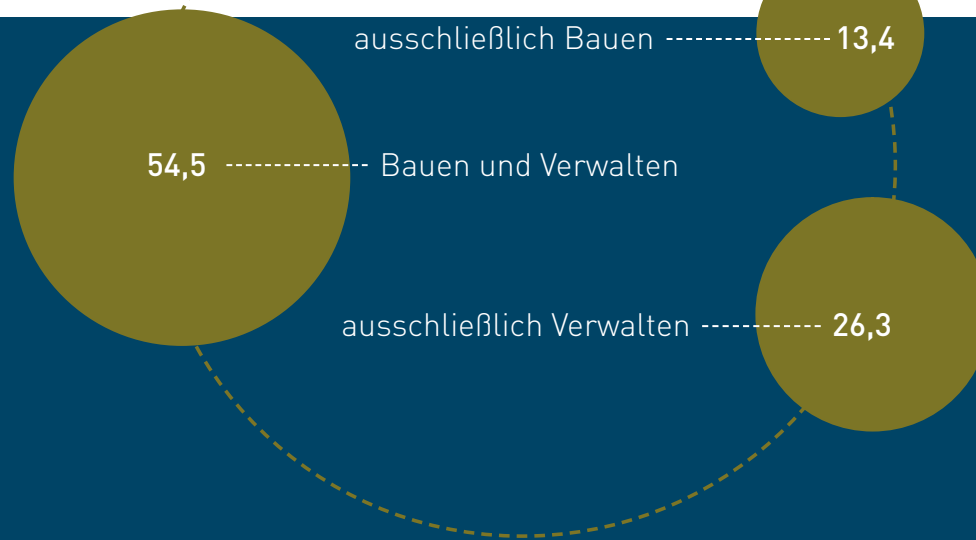 ausschließlich Bauen 13,4
54,5 Bauen und Verwalten
ausschließlich Verwalten 26,3